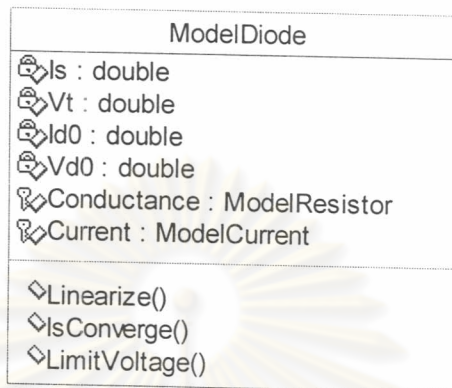 ModelDiode
Is : double
Vt : double
Id0 : double
Vd0 : double
Conductance : ModelResistor
Current : ModelCurrent
Linearize()
IsConverge()
LimitVoltage()